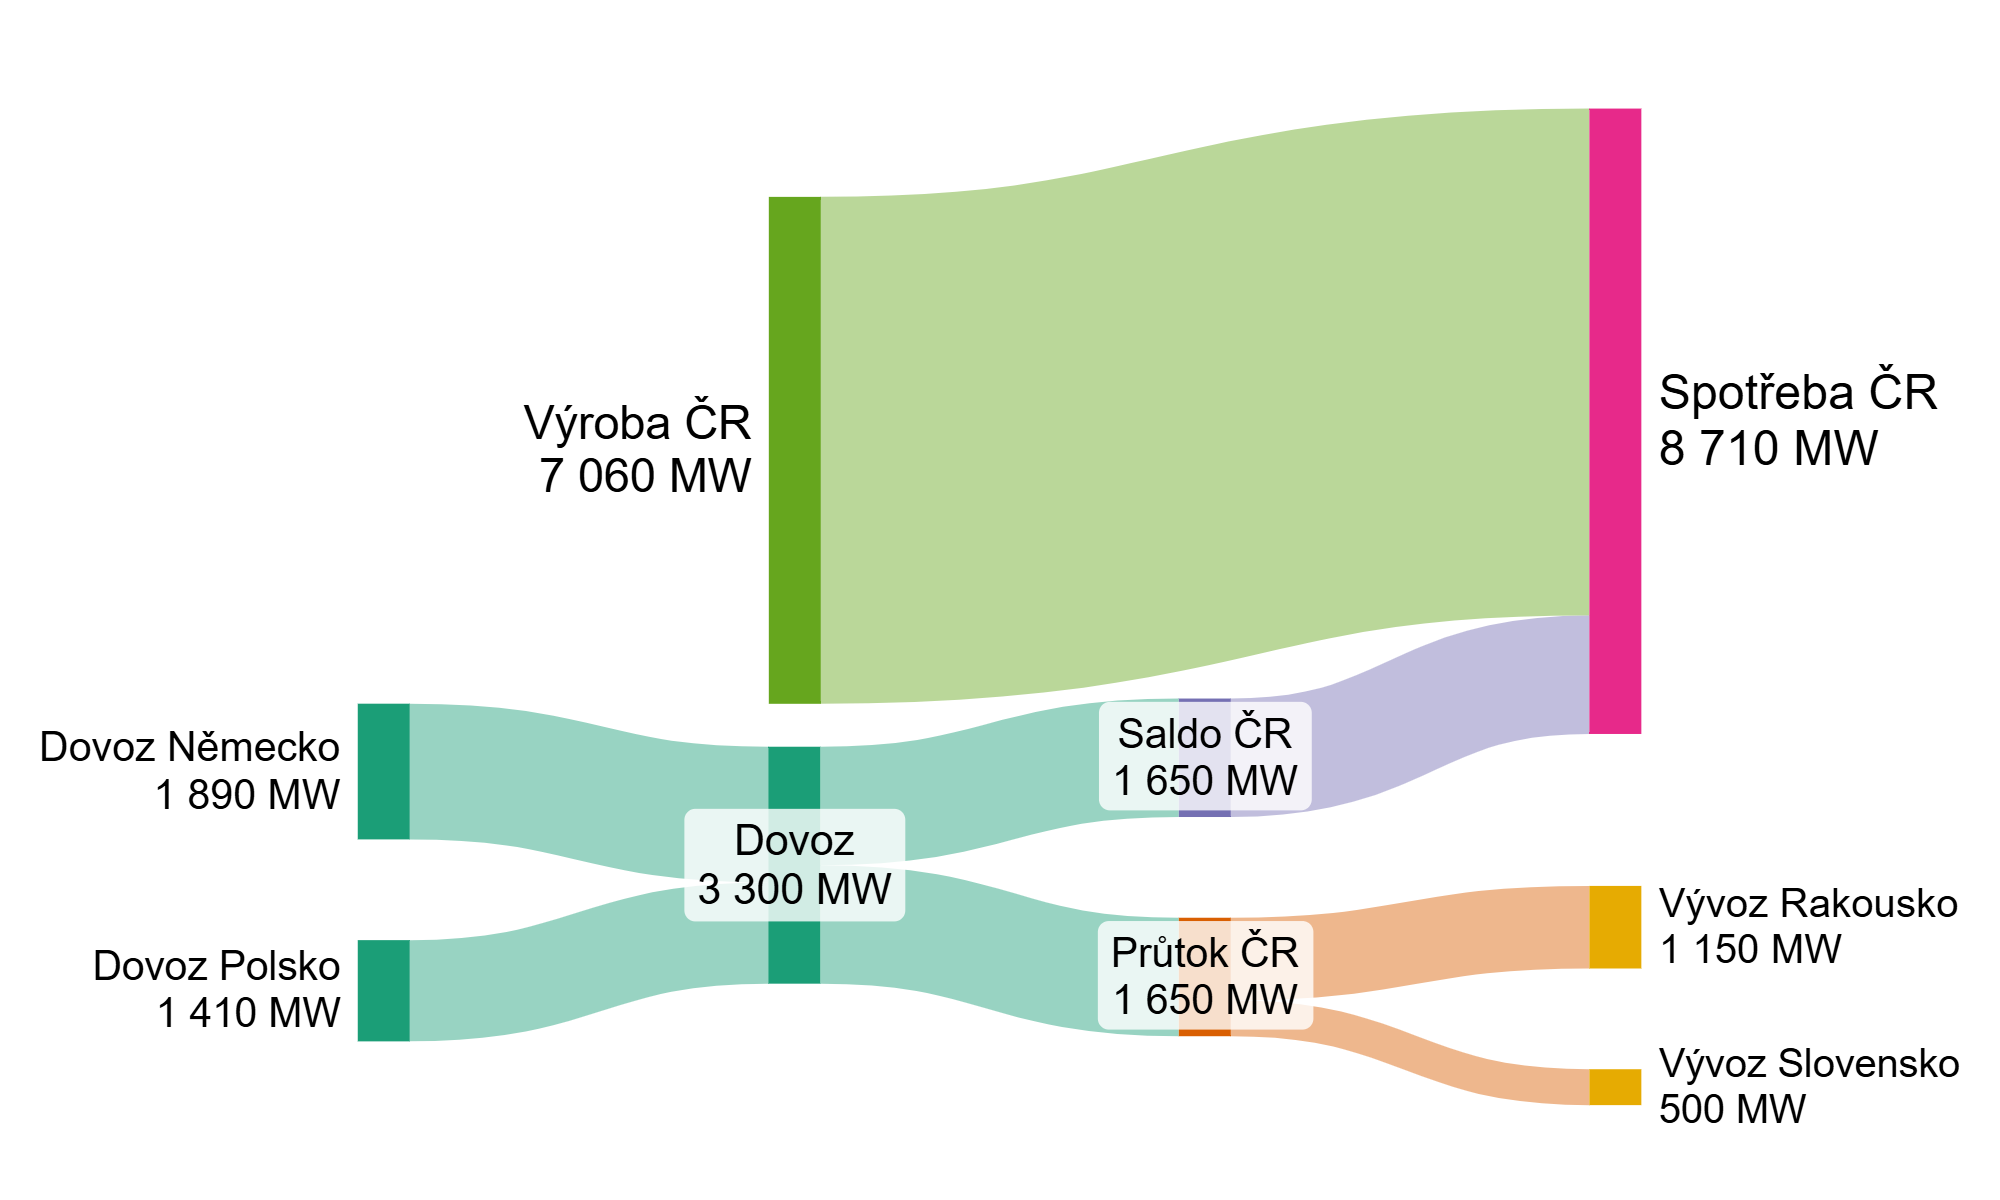 Výroba ČR
7 060 MW
Spotřeba ČR
8 710 MW
Dovoz Německo
1 890 MW
Dovoz
3 300 MW
Saldo ČR
1 650 MW
Dovoz Polsko
1 410 MW
Průtok ČR
1 650 MW
Vývoz Rakousko
1 150 MW
Vývoz Slovensko
500 MW